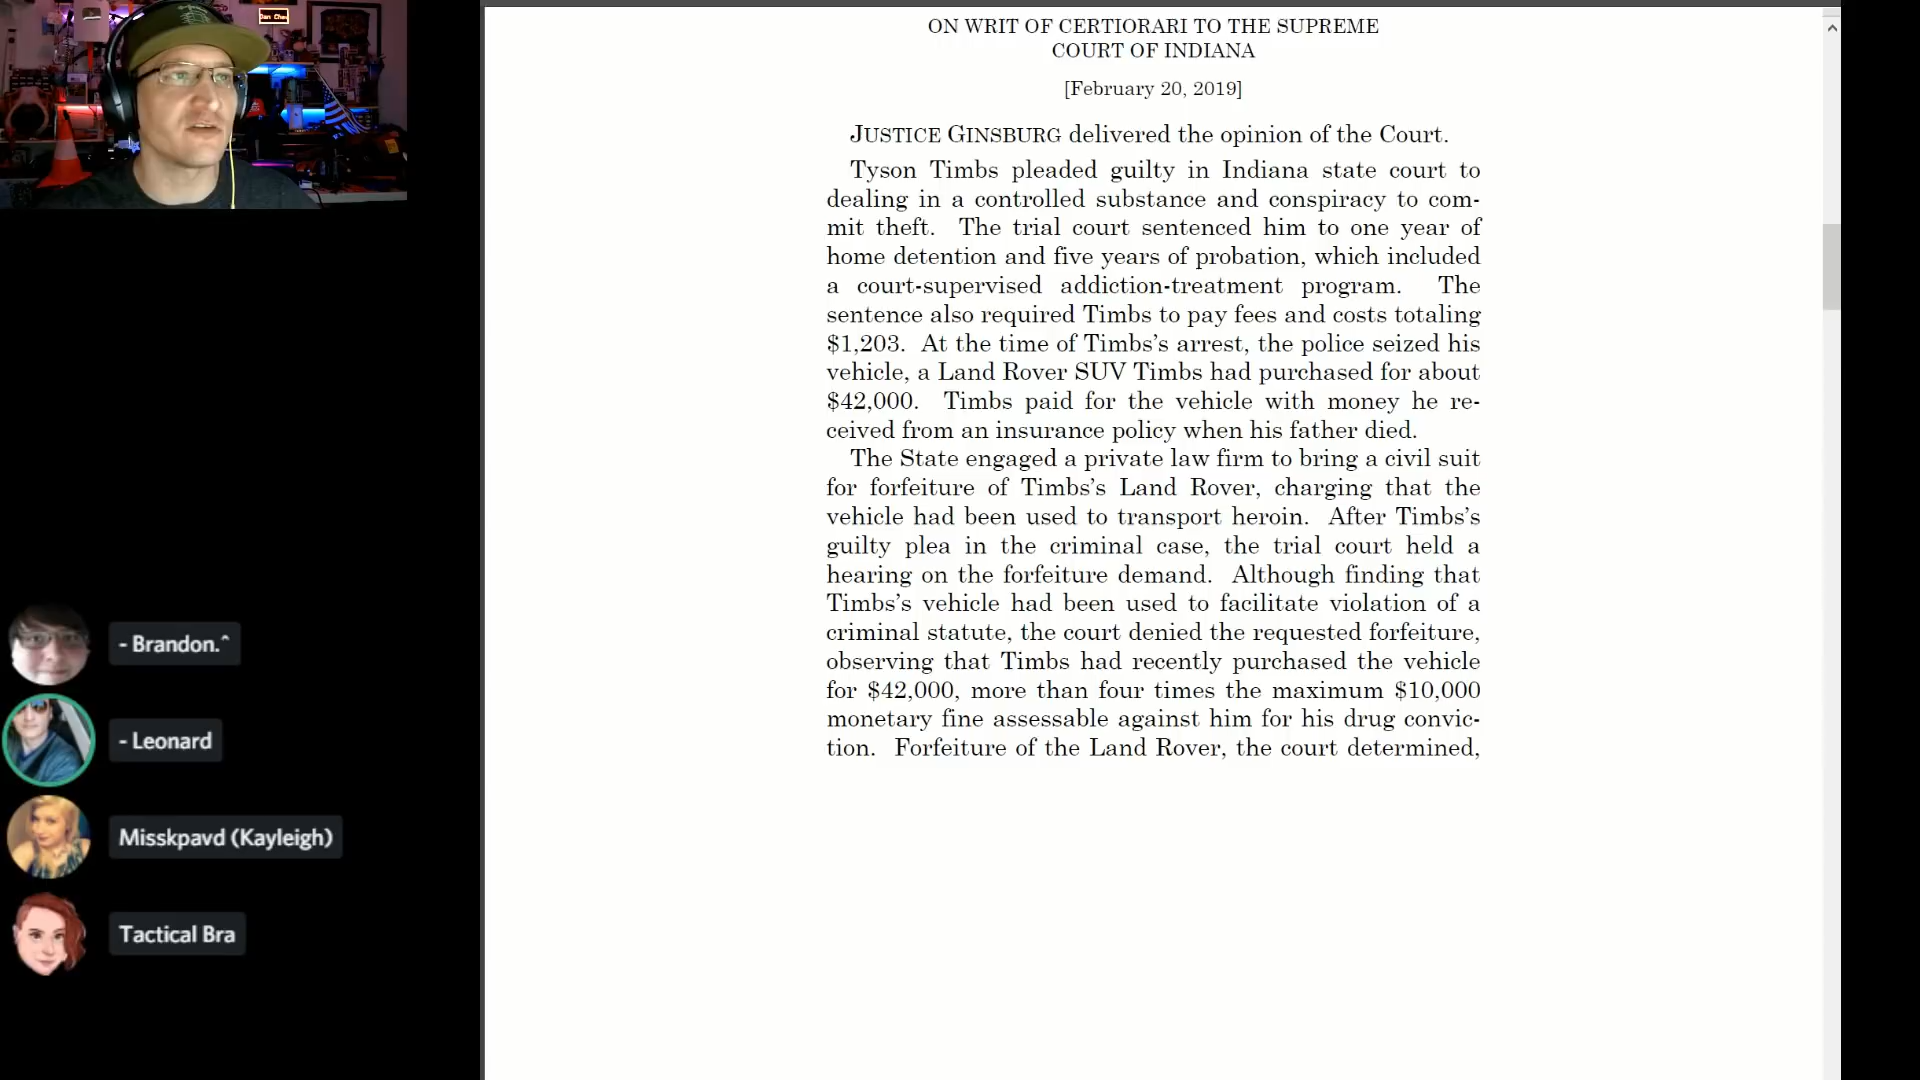 Dan Chez
ON WRIT OF CERTIORARI TO THE SUPREME
COURT OF INDIANA
[February 20, 2019]
JUSTICE GINSBURG delivered the opinion of the Court.
Tyson Timbs pleaded guilty in Indiana state court to
dealing in a controlled substance and conspiracy to com-
mit theft. The trial court sentenced him to one year of
home detention and five years of probation, which included
a court-supervised addiction-treatment program. The
sentence also required Timbs to pay fees and costs totaling
$1,203. At the time of Timbs's arrest, the police seized his
vehicle, a Land Rover SUV Timbs had purchased for about
$42,000. Timbs paid for the vehicle with money he re-
ceived from an insurance policy when his father died.
The State engaged a private law firm to bring a civil suit
for forfeiture of Timbs's Land Rover, charging that the
vehicle had been used to transport heroin. After Timbs's
guilty plea in the criminal case, the trial court held a
hearing on the forfeiture demand. Although finding that
Timbs's vehicle had been used to facilitate violation of a
criminal statute, the court denied the requested forfeiture,
observing that Timbs had recently purchased the vehicle
for $42,000, more than four times the maximum $10,000
monetary fine assessable against him for his drug convic-
tion. Forfeiture of the Land Rover, the court determined,
- Brandon.^
- Leonard
Misskpavd (Kayleigh)
Tactical Bra